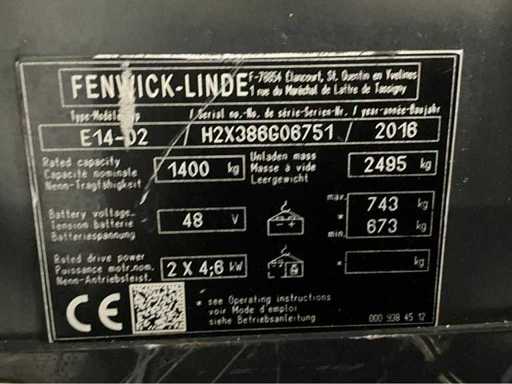 FENWICK-LINDE
F-78854 Élancourt, St. Quentin en Yvelines
1 rue du Maréchal de Lattre de Tassigny
Type-Modèle-Typ / Serial no.-No. de série-Serien-Nr. / year-année-Baujahr
E14-02 / H2X386G06751 / 2016
Rated capacity
Capacité nominale
Nenn-Tragfähigkeit
1400 kg
Unladen mass
Masse à vide
Leergewicht
2495 kg
Battery voltage
Tension batterie
Batteriespannung
48 V
max. 743 kg
*
min. 673 kg
Rated drive power
Puissance motr.nom.
Nenn-Antriebsleist.
2 X 4,6 kW
* kg
CE
* see Operating instructions
voir Mode d'emploi
siehe Betriebsanleitung
000 938 45 12